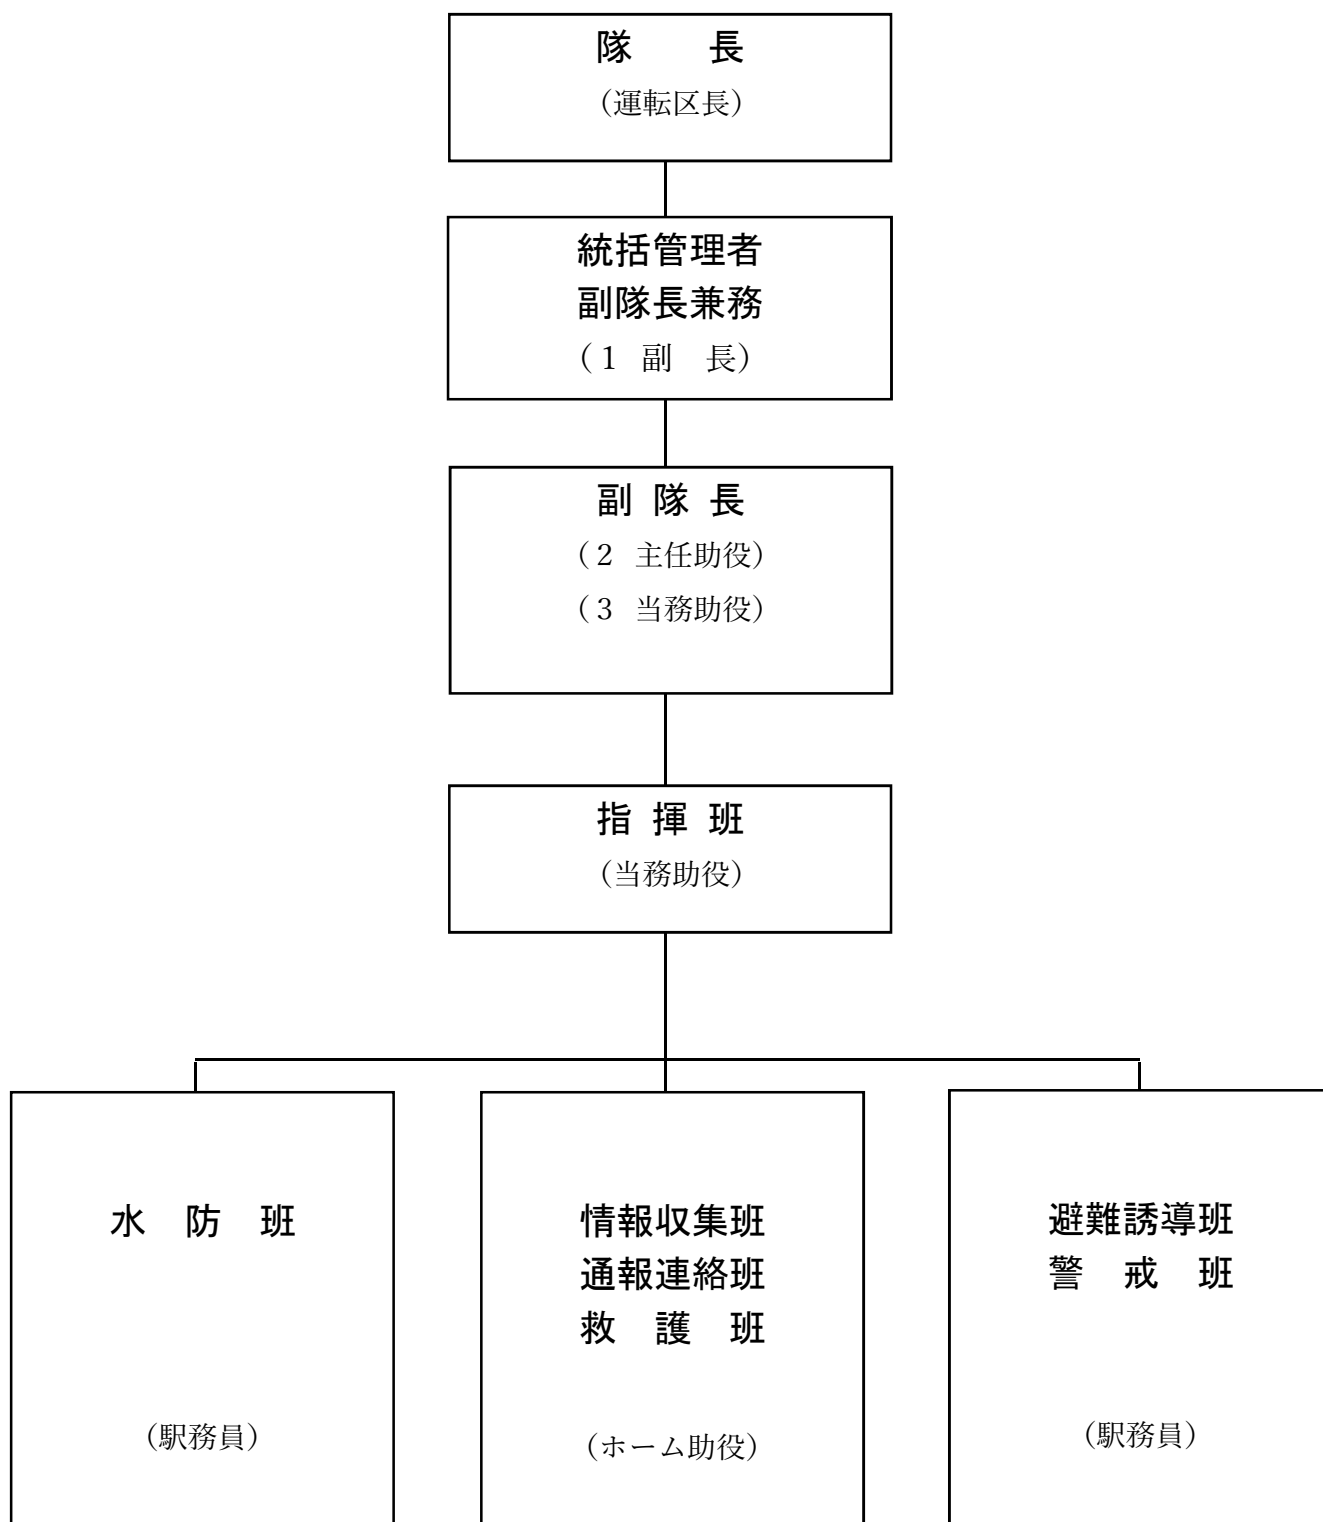 隊　　長
（運転区長）
統括管理者
副隊長兼務
（１ 副　長）
副 隊 長
（２ 主任助役）
（３ 当務助役）
指 揮 班
（当務助役）
水　防　班
（駅務員）
情報収集班
通報連絡班
救　護　班
（ホーム助役）
避難誘導班
警　戒　班
（駅務員）